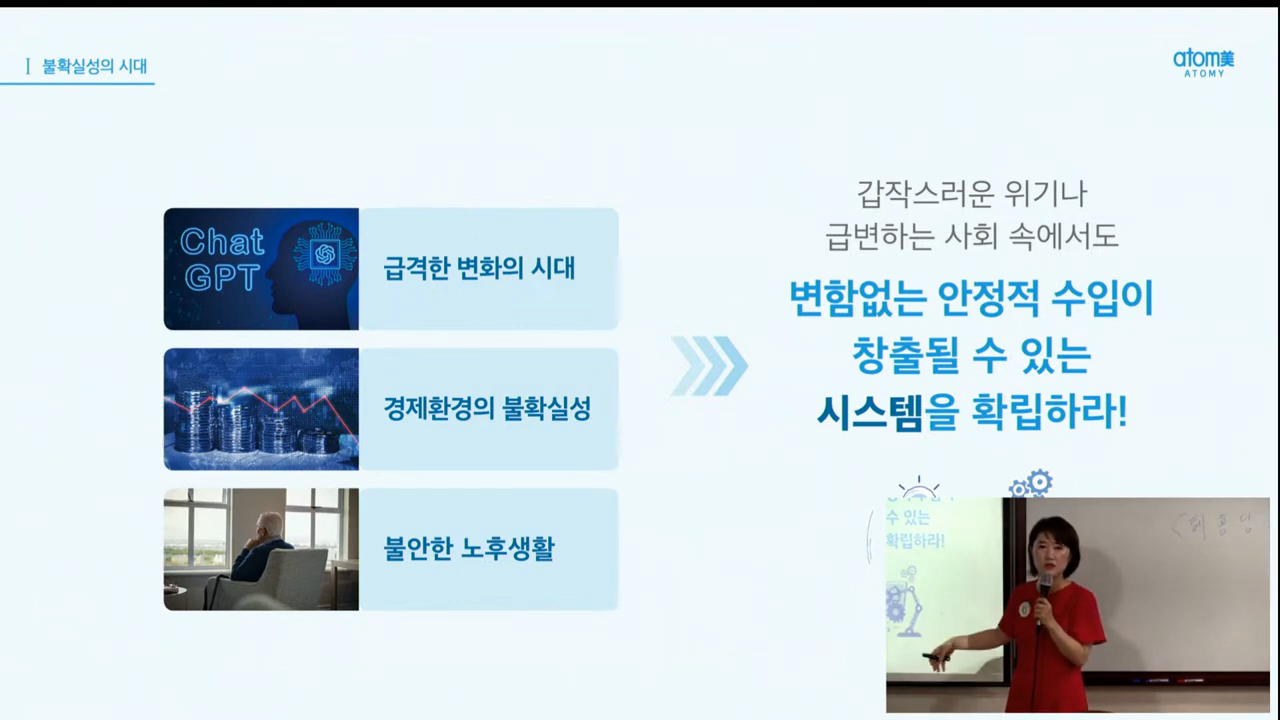 Ⅰ 불확실성의 시대
atom美
ATOMY
Chat
GPT
급격한 변화의 시대
경제환경의 불확실성
불안한 노후생활
갑작스러운 위기나
급변하는 사회 속에서도
변함없는 안정적 수입이
창출될 수 있는
시스템을 확립하라!
수 있는
확립하라!